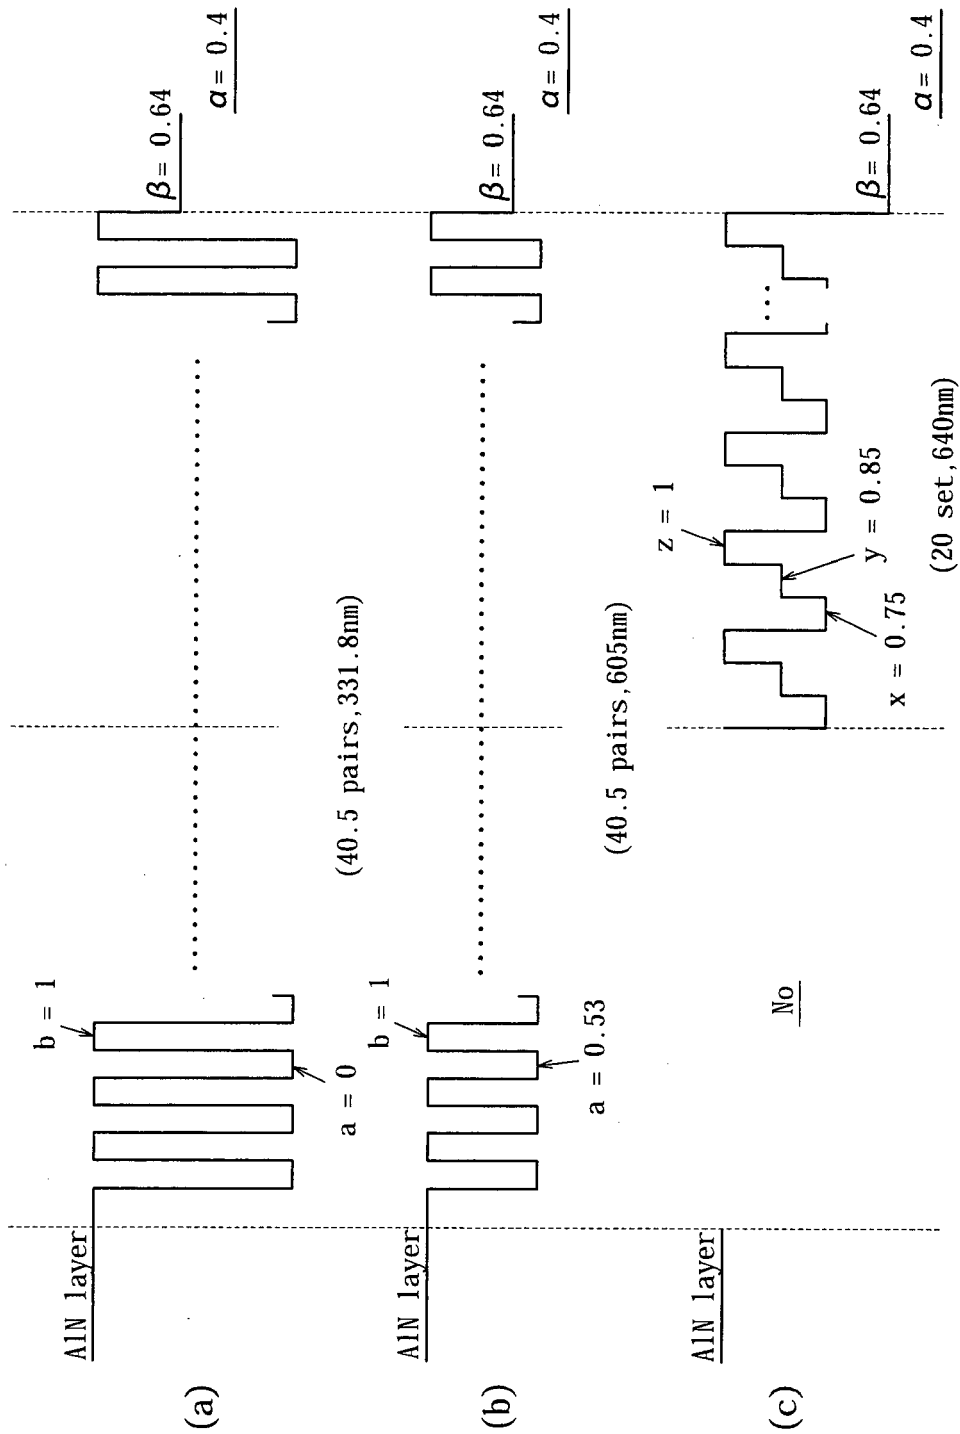 (a)
AlN layer
b = 1
a = 0
(40.5 pairs,331.8nm)
β= 0.64
α= 0.4
(b)
AlN layer
b = 1
a = 0.53
(40.5 pairs,605nm)
β= 0.64
α= 0.4
(c)
AlN layer
No
z = 1
y = 0.85
x = 0.75
(20 set,640nm)
β= 0.64
α= 0.4